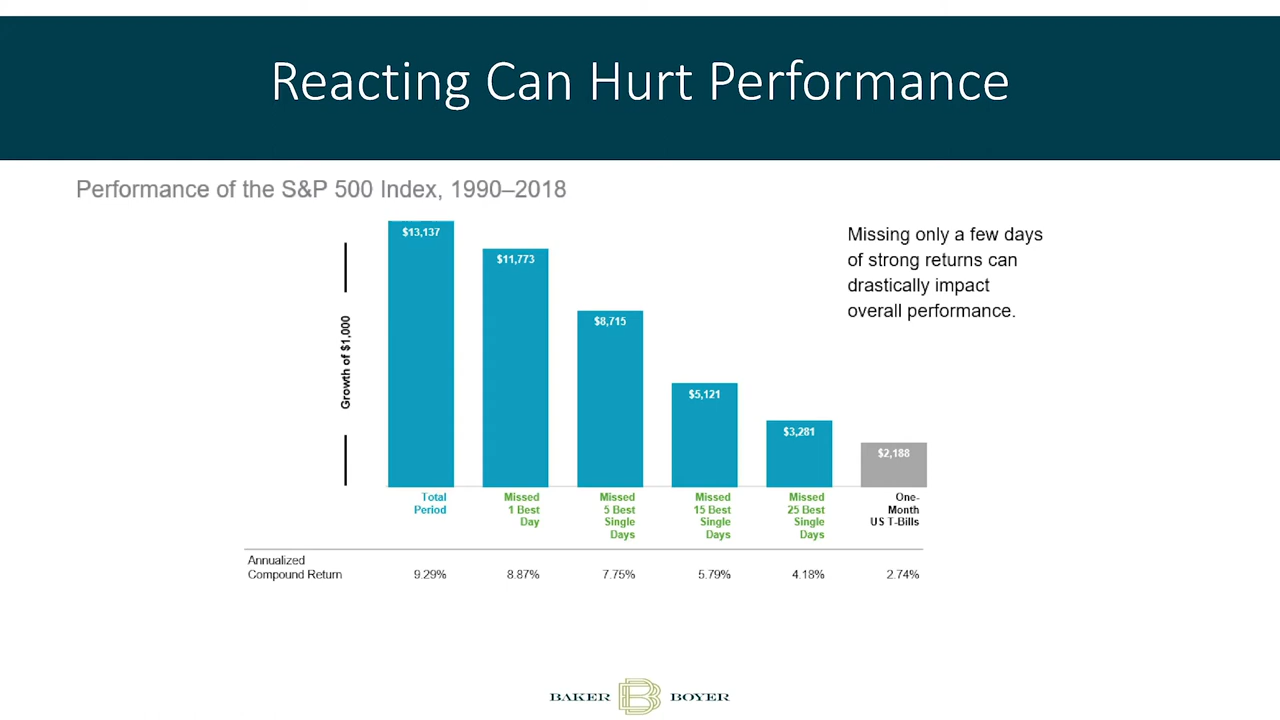 Reacting Can Hurt Performance
Performance of the S&P 500 Index, 1990–2018
Missing only a few days
of strong returns can
drastically impact
overall performance.
Growth of $1,000
$13,137
$11,773
$8,715
$5,121
$3,281
$2,188
Total
Period
Missed
1 Best
Day
Missed
5 Best
Single
Days
Missed
15 Best
Single
Days
Missed
25 Best
Single
Days
One-
Month
US T-Bills
Annualized
Compound Return
9.29%
8.87%
7.75%
5.79%
4.18%
2.74%
BAKER BOYER